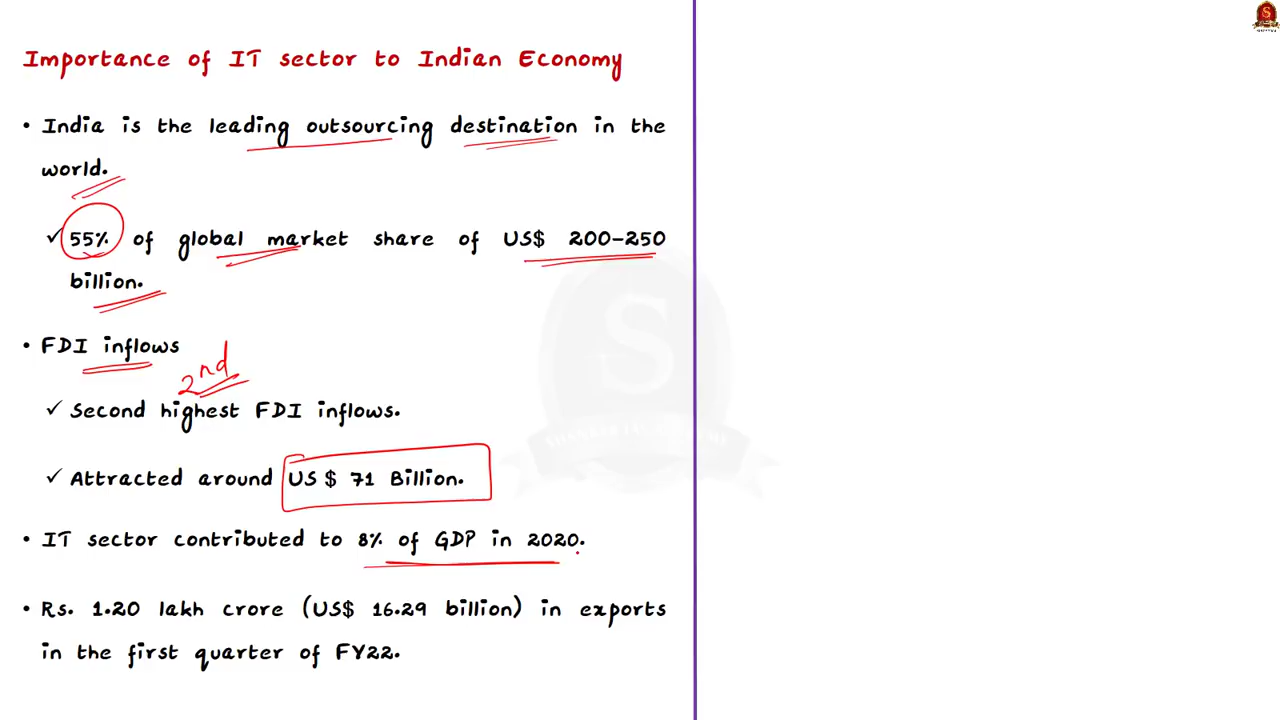 Importance of IT sector to Indian Economy
• India is the leading outsourcing destination in the
world.
✓ 55% of global market share of US$ 200-250
billion.
• FDI inflows
2nd
✓ Second highest FDI inflows.
✓ Attracted around US $ 71 Billion.
• IT sector contributed to 8% of GDP in 2020.
• Rs. 1.20 lakh crore (US$ 16.29 billion) in exports
in the first quarter of FY22.